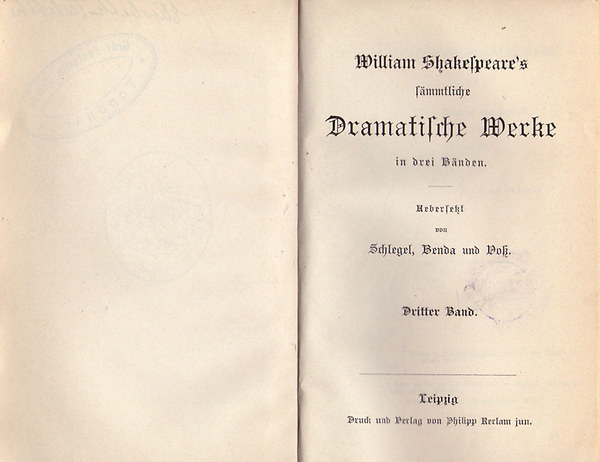 William Shakeſpeare's
ſämmtliche
Dramatiſche Werke
in drei Bänden.
Ueberſetzt
von
Schlegel, Benda und Voß.
Dritter Band.
Leipzig
Druck und Verlag von Philipp Reclam jun.